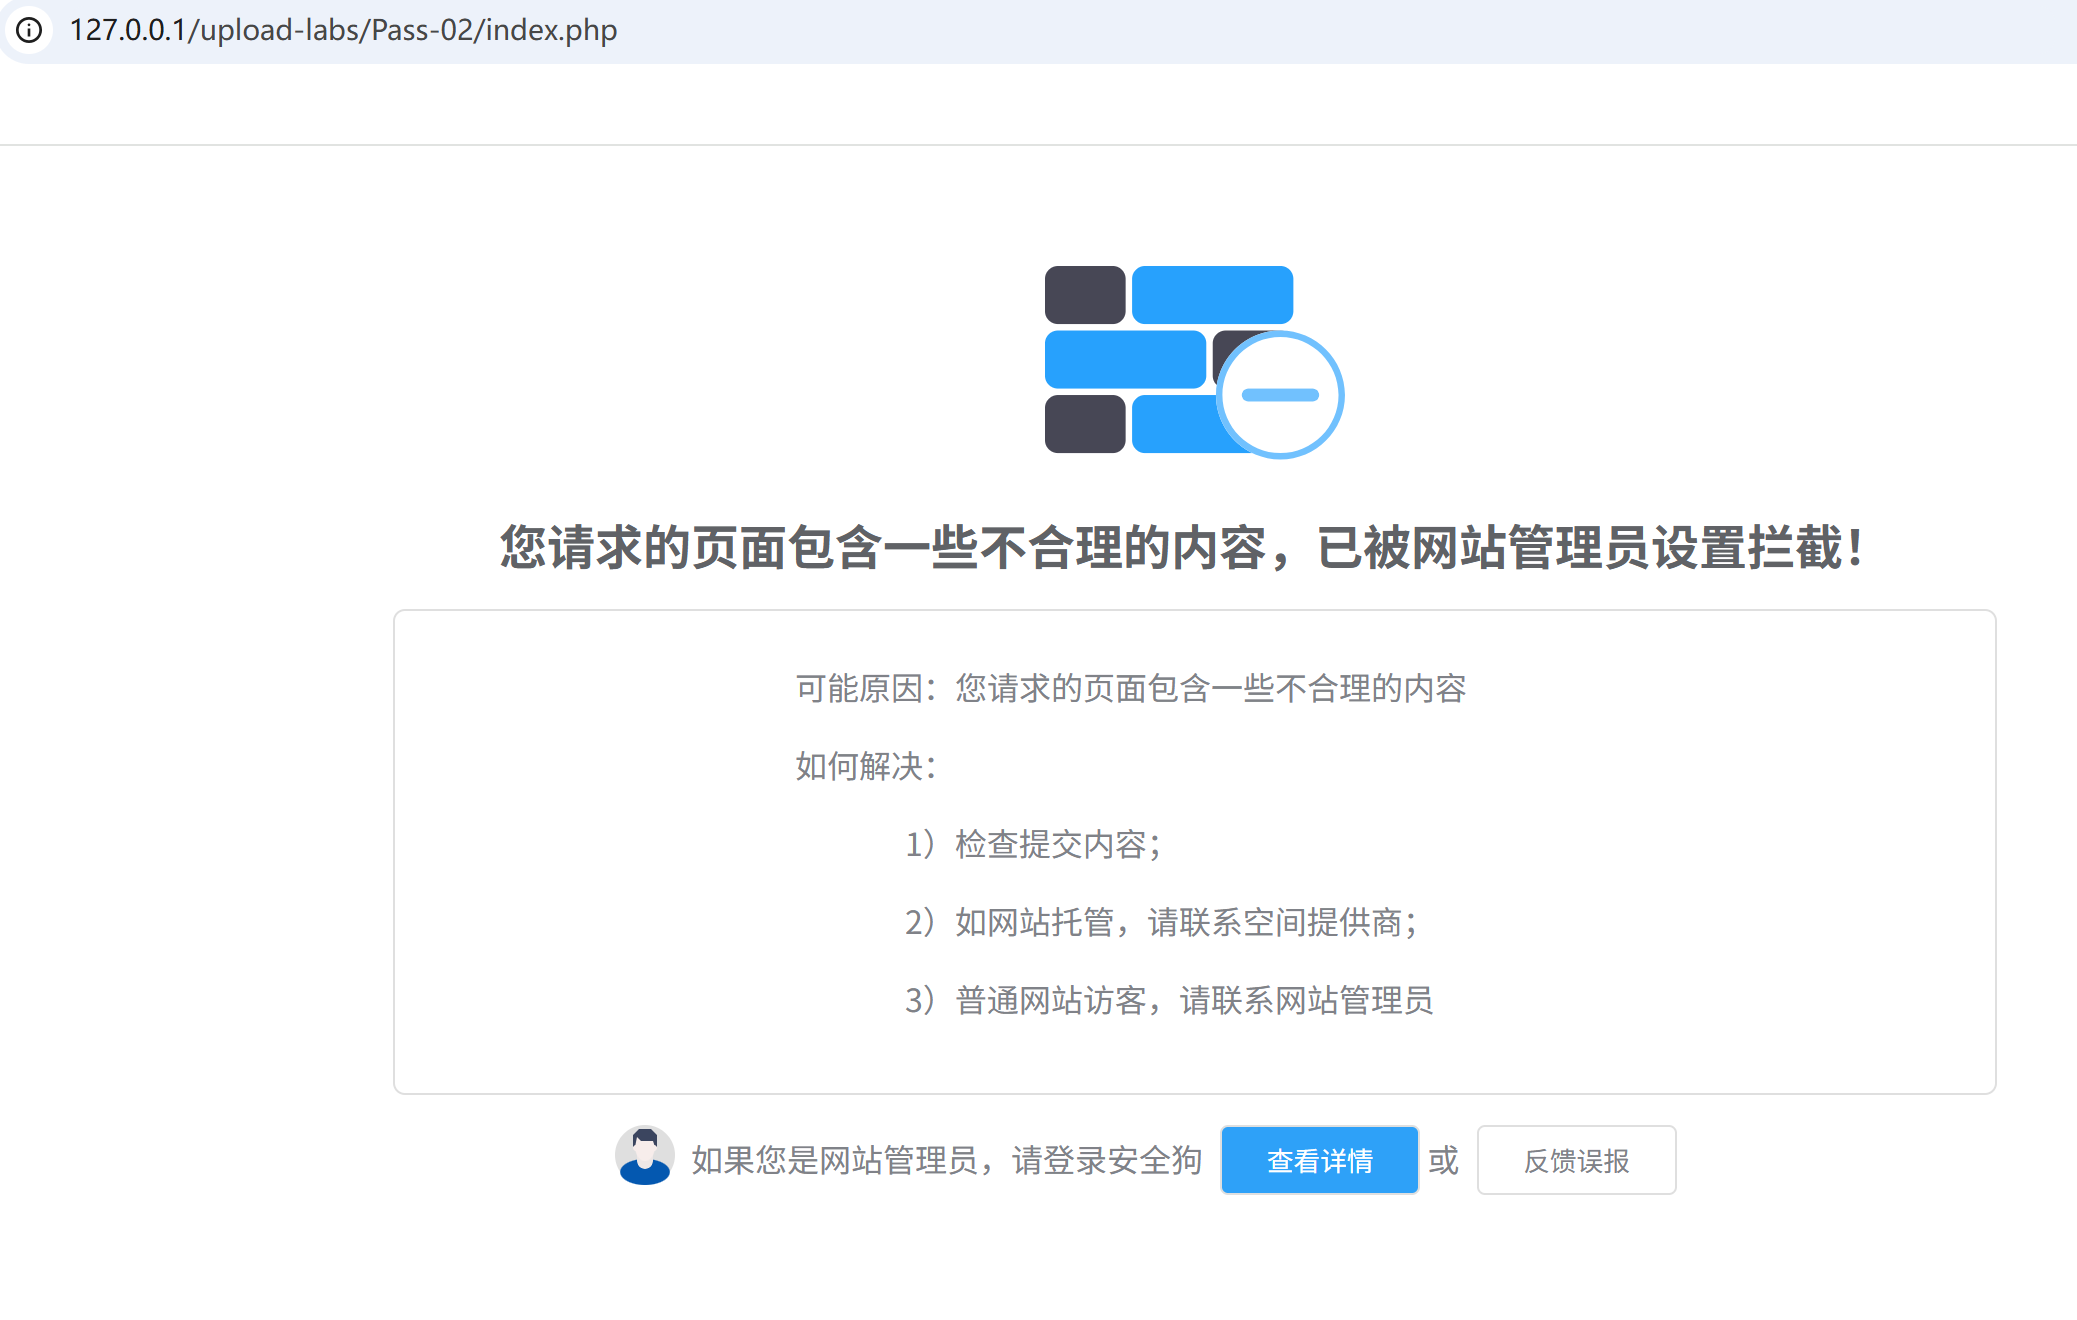 127.0.0.1/upload-labs/Pass-02/index.php
您请求的页面包含一些不合理的内容，已被网站管理员设置拦截！
可能原因：您请求的页面包含一些不合理的内容
如何解决：
1）检查提交内容；
2）如网站托管，请联系空间提供商；
3）普通网站访客，请联系网站管理员
如果您是网站管理员，请登录安全狗 查看详情 或 反馈误报